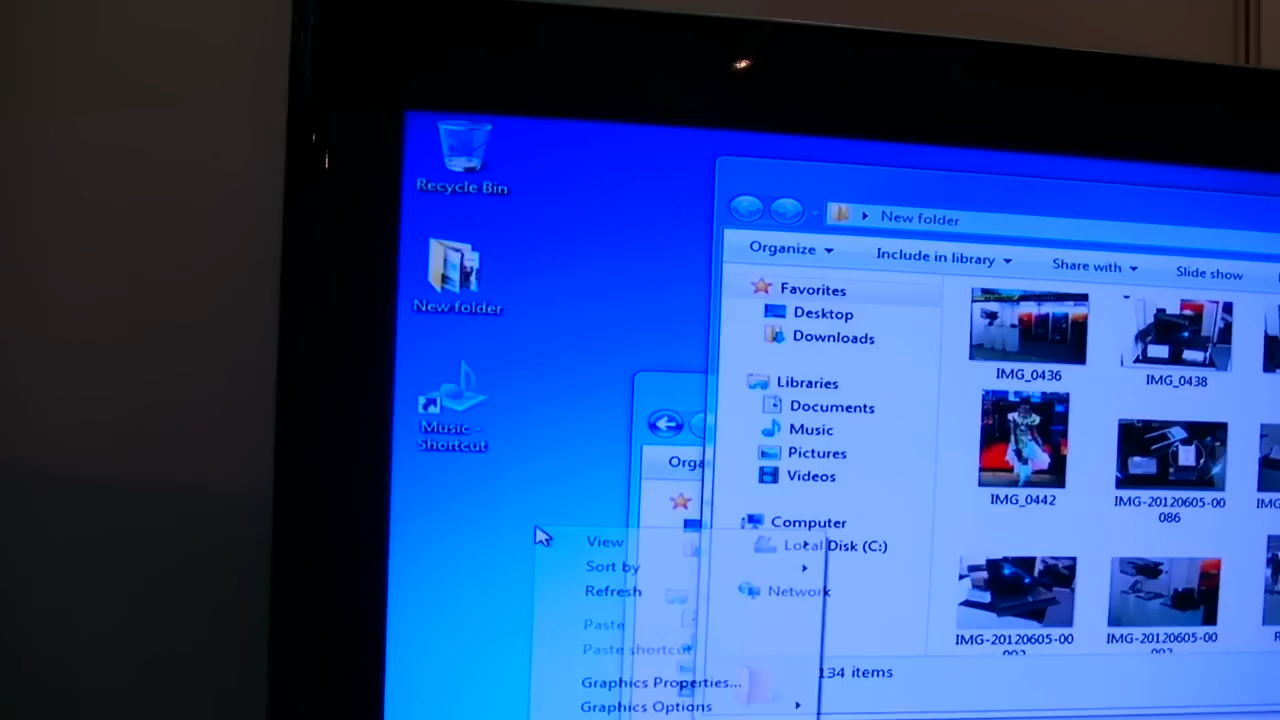 Recycle Bin
New folder
Music -
Shortcut
New folder
Organize
Include in library
Share with
Slide show
Favorites
Desktop
Downloads
Libraries
Documents
Music
Pictures
Videos
Computer
Local Disk (C:)
Network
IMG_0436
IMG_0438
IMG_0442
IMG-20120605-00
086
IMG-20120605-00
IMG-20120605-00
134 items
Orga
View
Sort by
Refresh
Paste
Paste shortcut
Graphics Properties...
Graphics Options